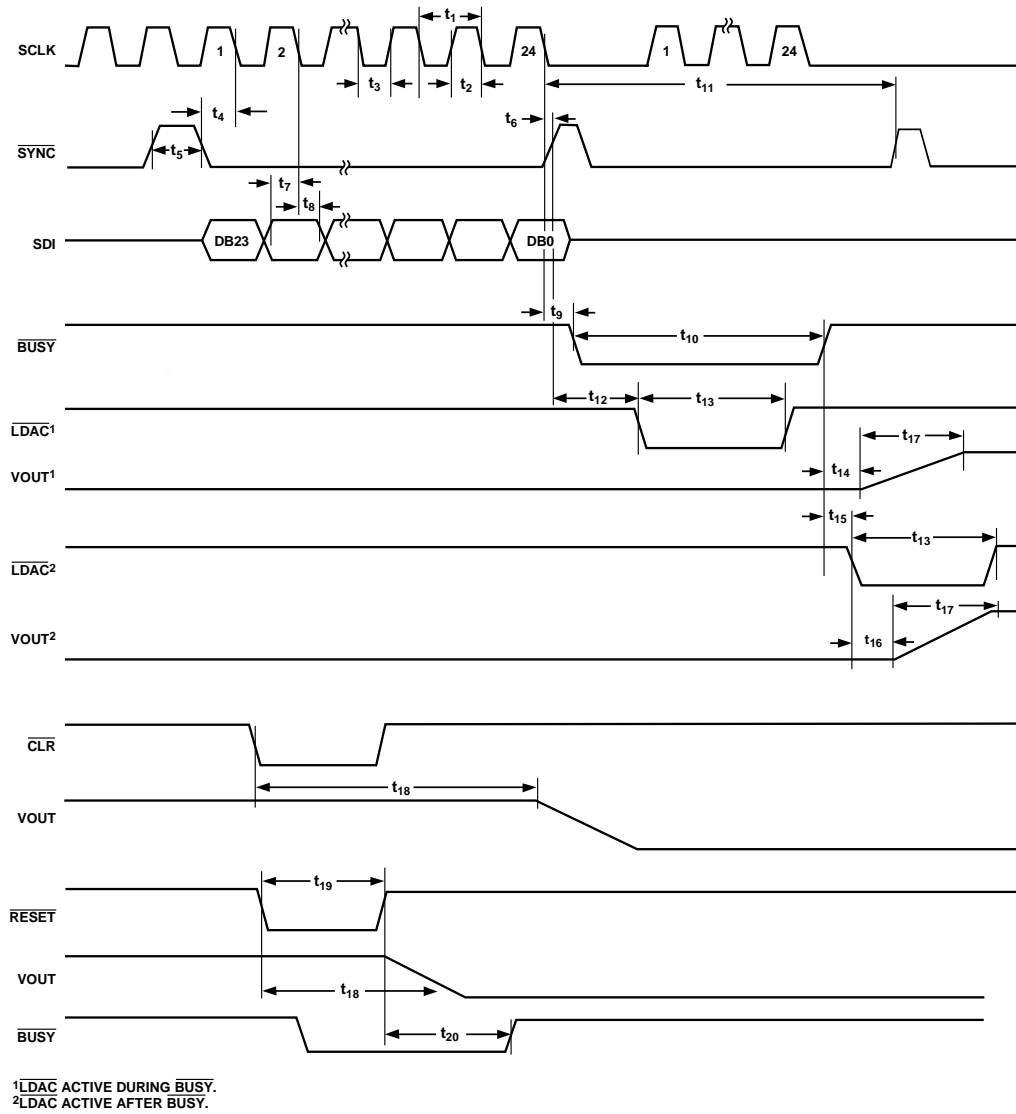 t1
SCLK 1 2 24 1 24
t3 t2 t11
t4 t6
SYNC t5
t7
t8
SDI DB23 DB0
t9
BUSY t10
t12 t13
LDAC1
t17
VOUT1 t14
t15
t13
LDAC2
t17
VOUT2 t16
CLR
t18
VOUT
t19
RESET
VOUT
t18
BUSY t20
1LDAC ACTIVE DURING BUSY.
2LDAC ACTIVE AFTER BUSY.